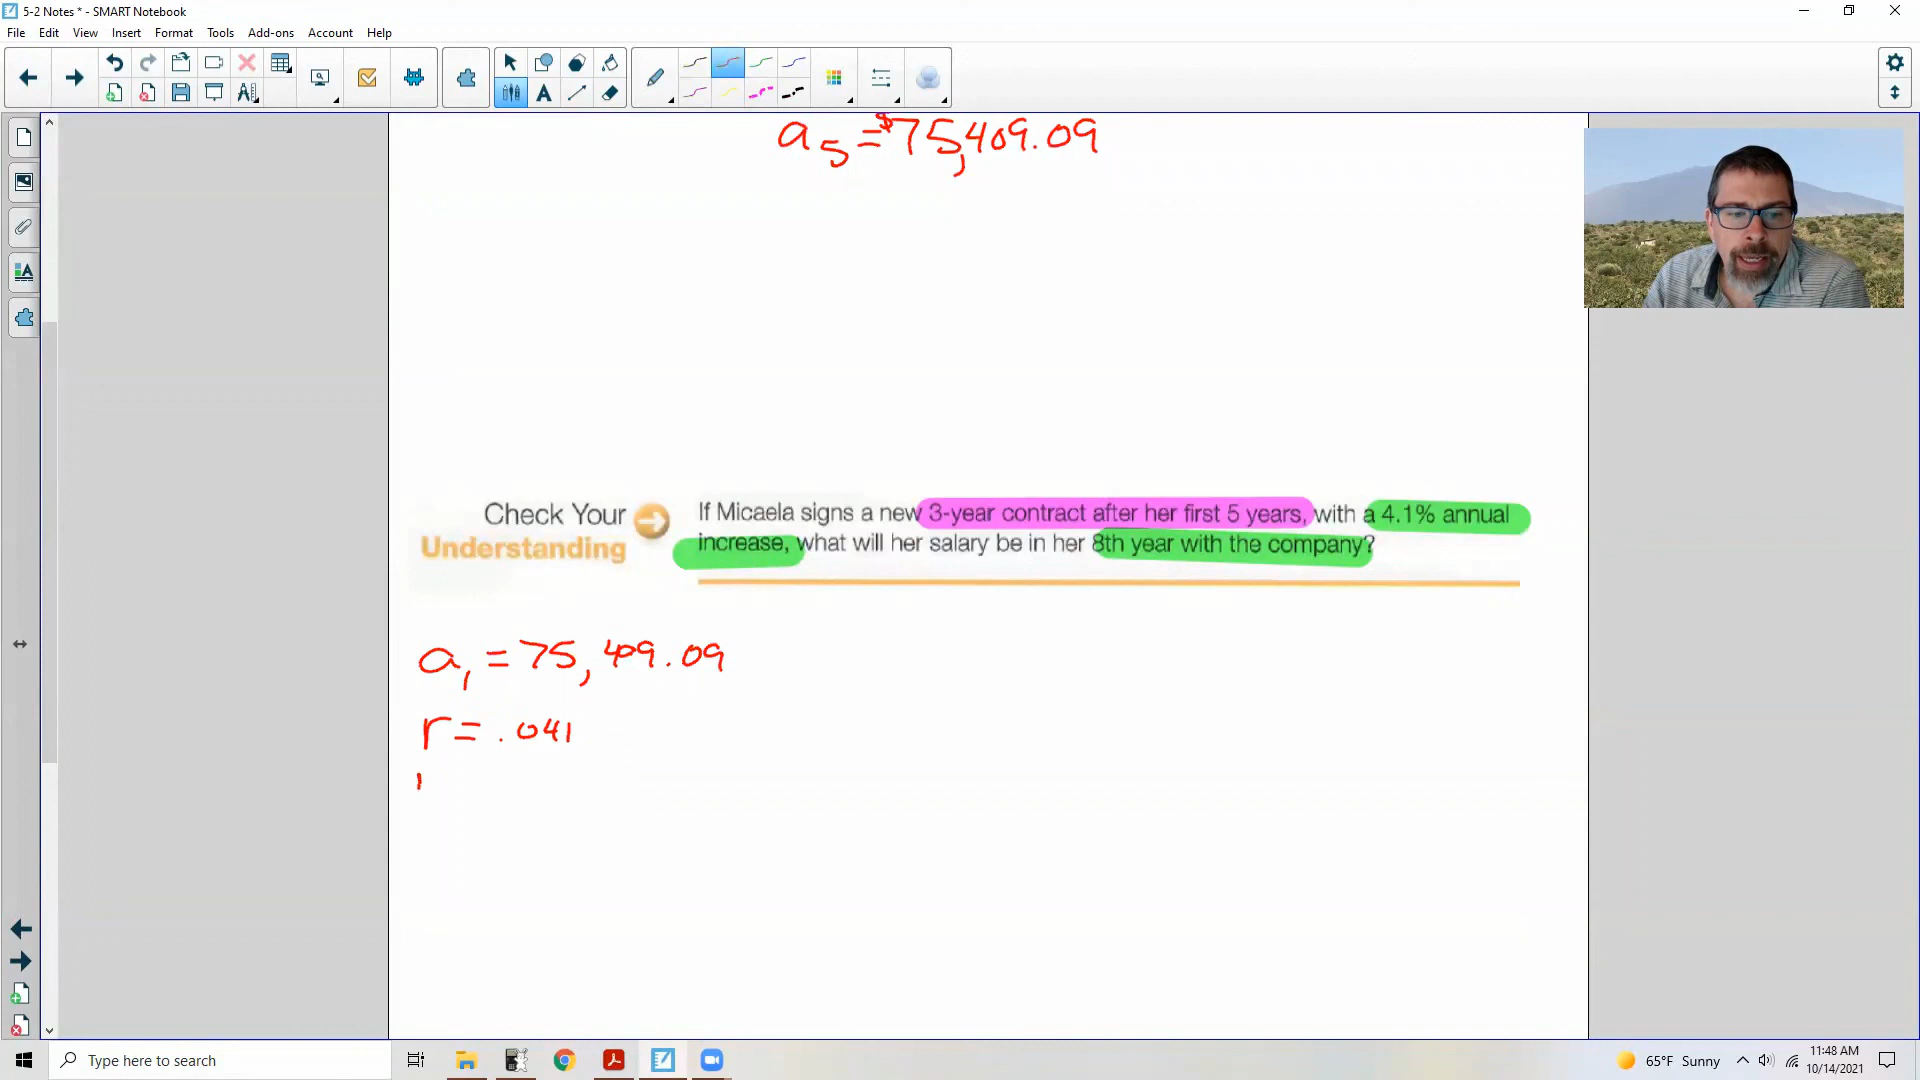 5-2 Notes * - SMART Notebook
File Edit View Insert Format Tools Add-ons Account Help
a5 = $75,409.09
Check Your Understanding
If Micaela signs a new 3-year contract after her first 5 years, with a 4.1% annual
increase, what will her salary be in her 8th year with the company?
a1 = 75,409.09
r = .041
Type here to search
65°F Sunny
11:48 AM
10/14/2021